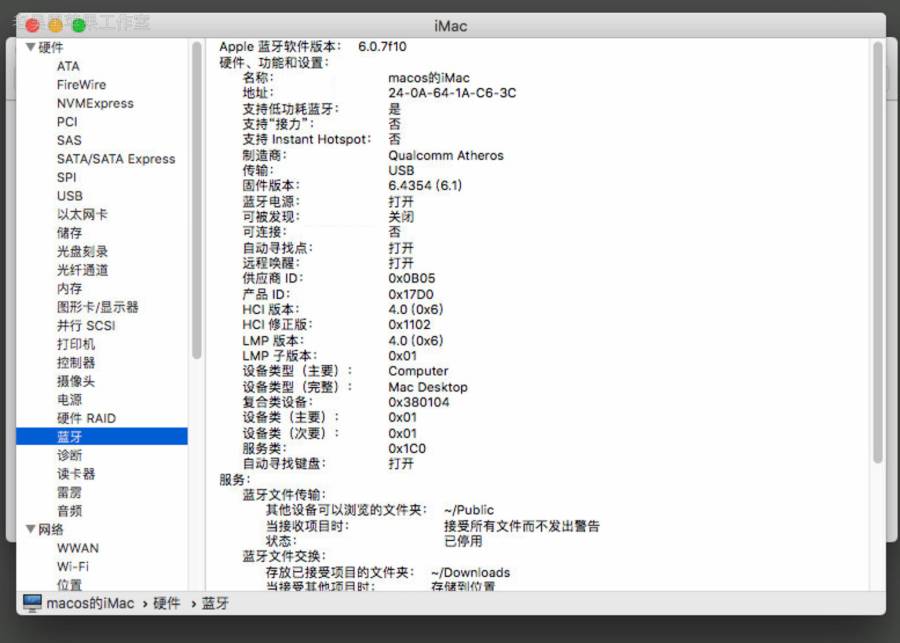 iMac
硬件
ATA
FireWire
NVMExpress
PCI
SAS
SATA/SATA Express
SPI
USB
以太网卡
储存
光盘刻录
光纤通道
内存
图形卡/显示器
并行 SCSI
打印机
控制器
摄像头
电源
硬件 RAID
蓝牙
诊断
读卡器
雷雳
音频
网络
WWAN
Wi-Fi
位置
Apple 蓝牙软件版本： 6.0.7f10
硬件、功能和设置：
名称： macos的iMac
地址： 24-0A-64-1A-C6-3C
支持低功耗蓝牙： 是
支持“接力”： 否
支持 Instant Hotspot： 否
制造商： Qualcomm Atheros
传输： USB
固件版本： 6.4354 (6.1)
蓝牙电源： 打开
可被发现： 关闭
可连接： 否
自动寻找点： 打开
远程唤醒： 打开
供应商 ID： 0x0B05
产品 ID： 0x17D0
HCI 版本： 4.0 (0x6)
HCI 修正版： 0x1102
LMP 版本： 4.0 (0x6)
LMP 子版本： 0x01
设备类型（主要）： Computer
设备类型（完整）： Mac Desktop
复合类设备： 0x380104
设备类（主要）： 0x01
设备类（次要）： 0x01
服务类： 0x1C0
自动寻找键盘： 打开
服务：
蓝牙文件传输：
其他设备可以浏览的文件夹： ~/Public
当接收项目时： 接受所有文件而不发出警告
状态： 已停用
蓝牙文件交换：
存放已接受项目的文件夹： ~/Downloads
当接受其他项目时： 存储到位置
macos的iMac › 硬件 › 蓝牙